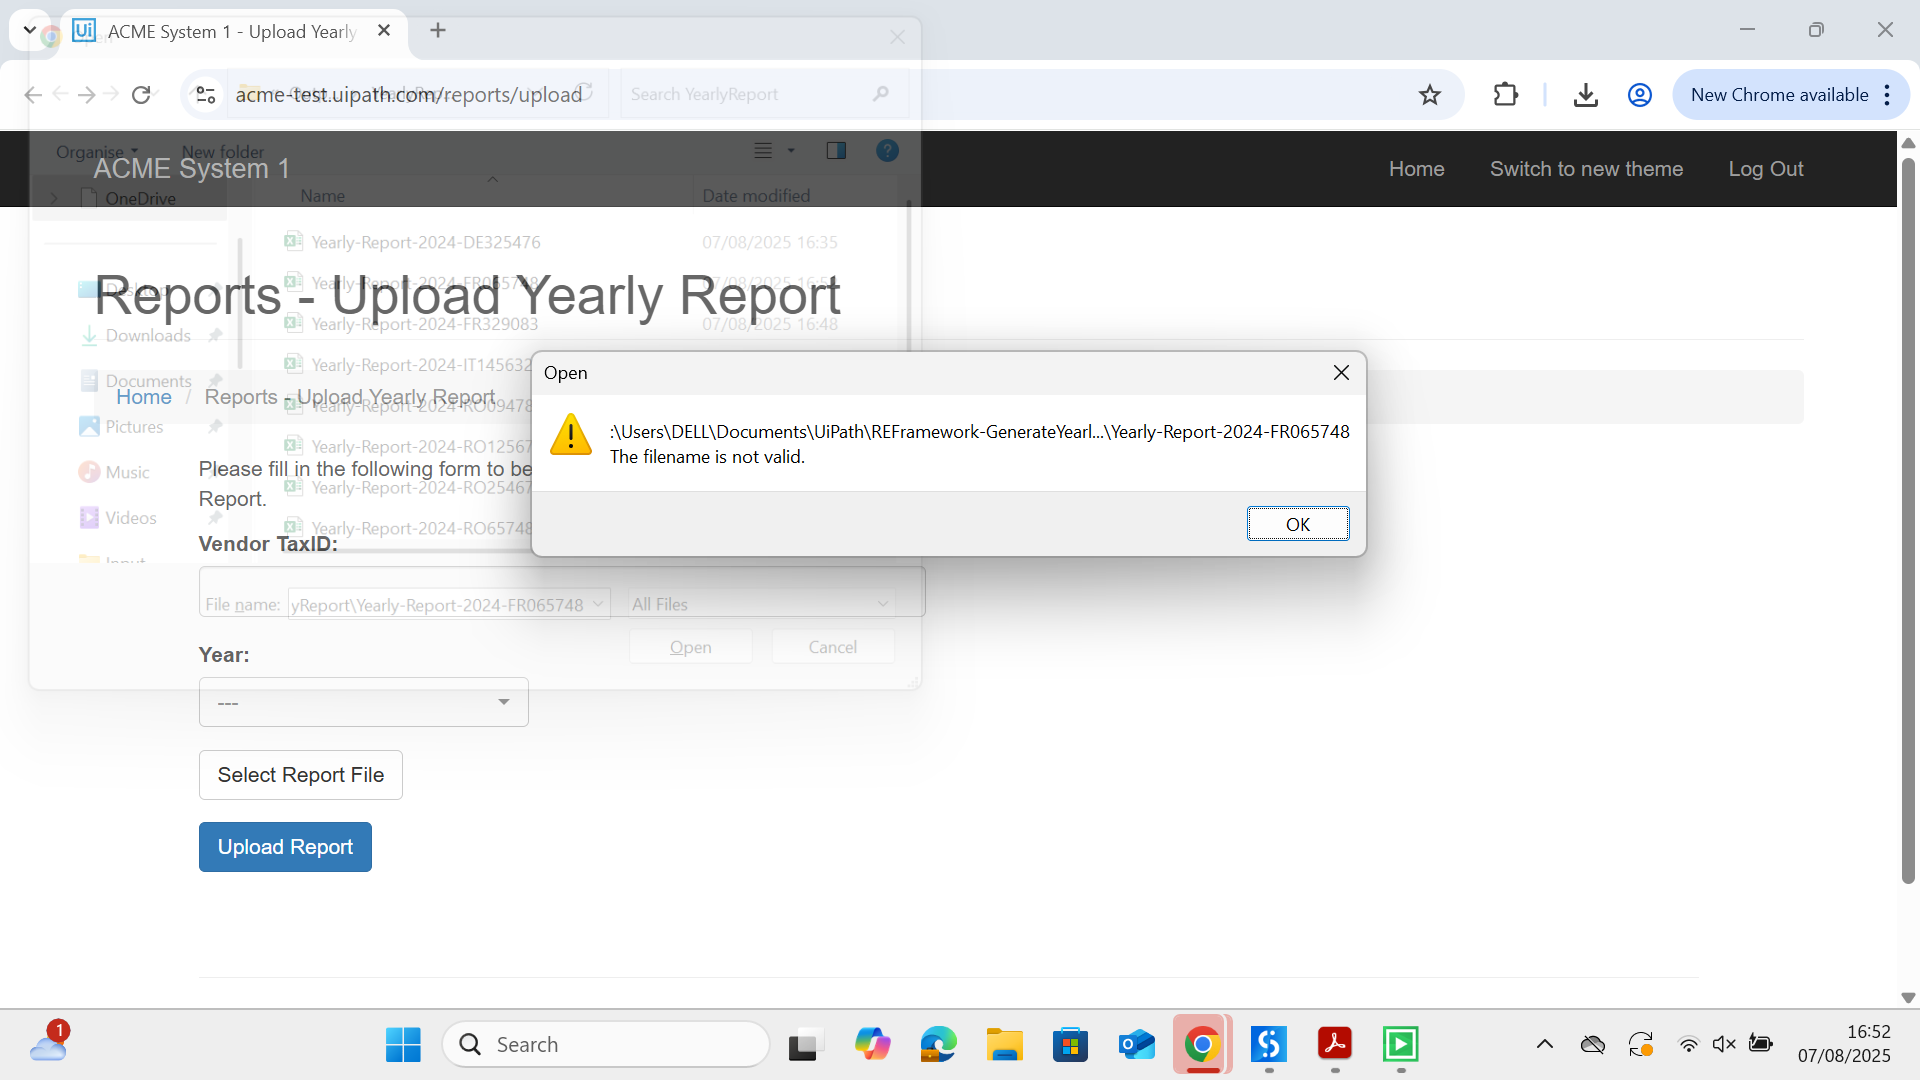 ACME System 1 - Upload Yearly
acme-test.uipath.com/reports/upload
Search YearlyReport
New Chrome available
Organise
New folder
ACME System 1
Home
Switch to new theme
Log Out
OneDrive
Name
Date modified
Yearly-Report-2024-DE325476
07/08/2025 16:35
Reports - Upload Yearly Report
Desktop
Yearly-Report-2024-FR065748
Downloads
Yearly-Report-2024-FR329083
07/08/2025 16:48
Yearly-Report-2024-IT145632
Open
Documents
Home / Reports - Upload Yearly Report
Yearly-Report-2024-RO09478
Pictures
:\Users\DELL\Documents\UiPath\REFramework-GenerateYearl...\Yearly-Report-2024-FR065748
The filename is not valid.
Yearly-Report-2024-RO12567
Music
Please fill in the following form to be
Report.
Yearly-Report-2024-RO25467
Videos
Yearly-Report-2024-RO65748
OK
Vendor TaxID:
Input
File name:
yReport\Yearly-Report-2024-FR065748
All Files
Open
Cancel
Year:
---
Select Report File
Upload Report
1
Search
16:52
07/08/2025